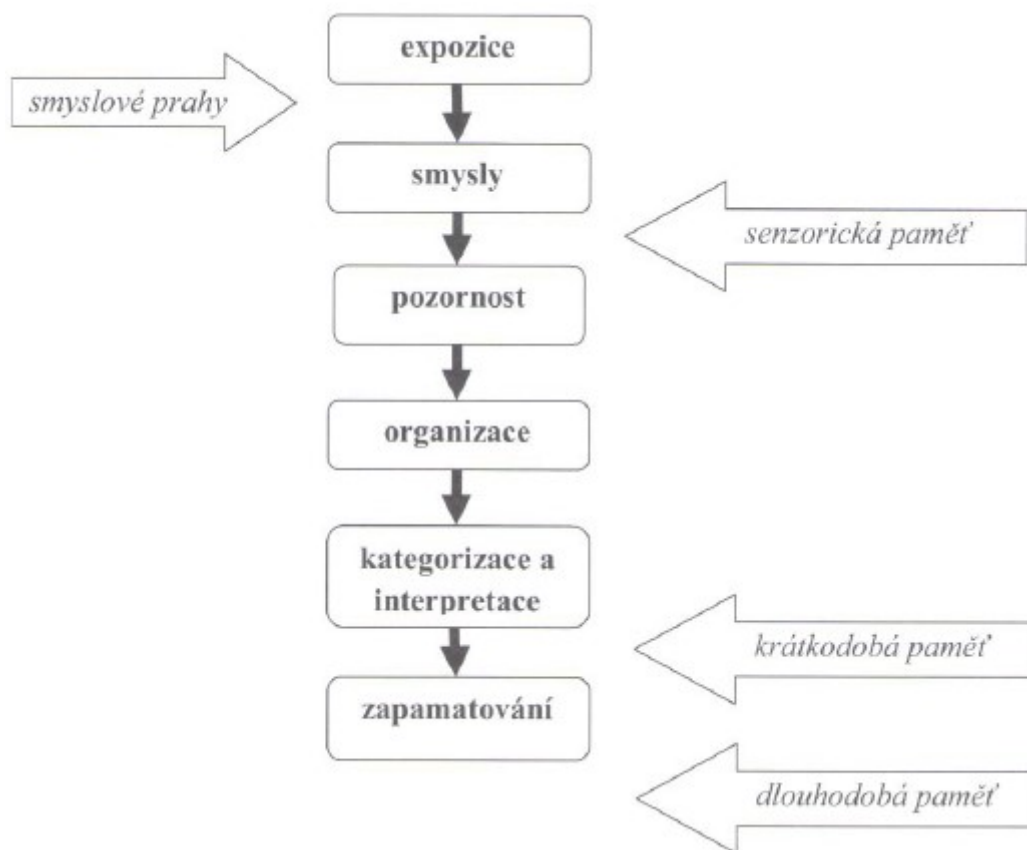 expozice
smyslové prahy
smysly
senzorická paměť
pozornost
organizace
kategorizace a
interpretace
krátkodobá paměť
zapamatování
dlouhodobá paměť